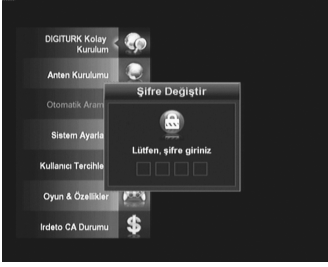 DIGITURK Kolay
Kurulum
Anten Kurulumu
Otomatik Aram
Sistem Ayarla
Kullanıcı Tercihle
Oyun & Özellikler
Irdeto CA Durumu
Şifre Değiştir
Lütfen, şifre giriniz